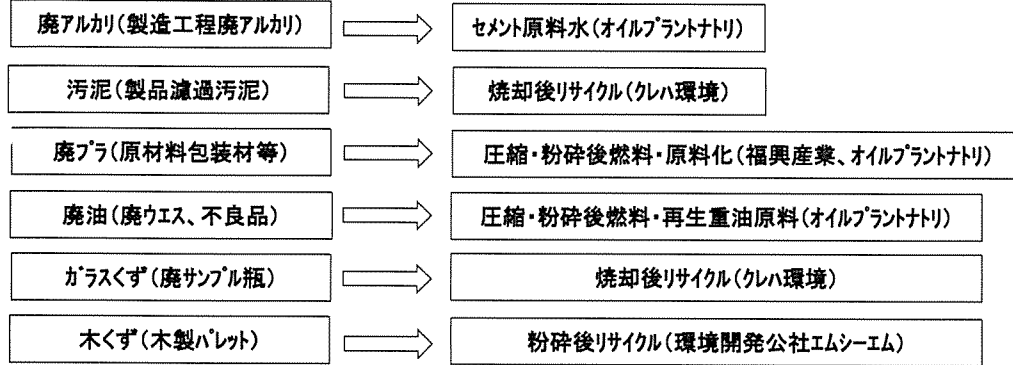 廃アルカリ(製造工程廃アルカリ)
セメント原料水(オイルプラントナトリ)
汚泥(製品濾過汚泥)
焼却後リサイクル(クレハ環境)
廃プラ(原材料包装材等)
圧縮・粉砕後燃料・原料化(福興産業、オイルプラントナトリ)
廃油(廃ウエス、不良品)
圧縮・粉砕後燃料・再生重油原料(オイルプラントナトリ)
ガラスくず(廃サンプル瓶)
焼却後リサイクル(クレハ環境)
木くず(木製パレット)
粉砕後リサイクル(環境開発公社エムシーエム)